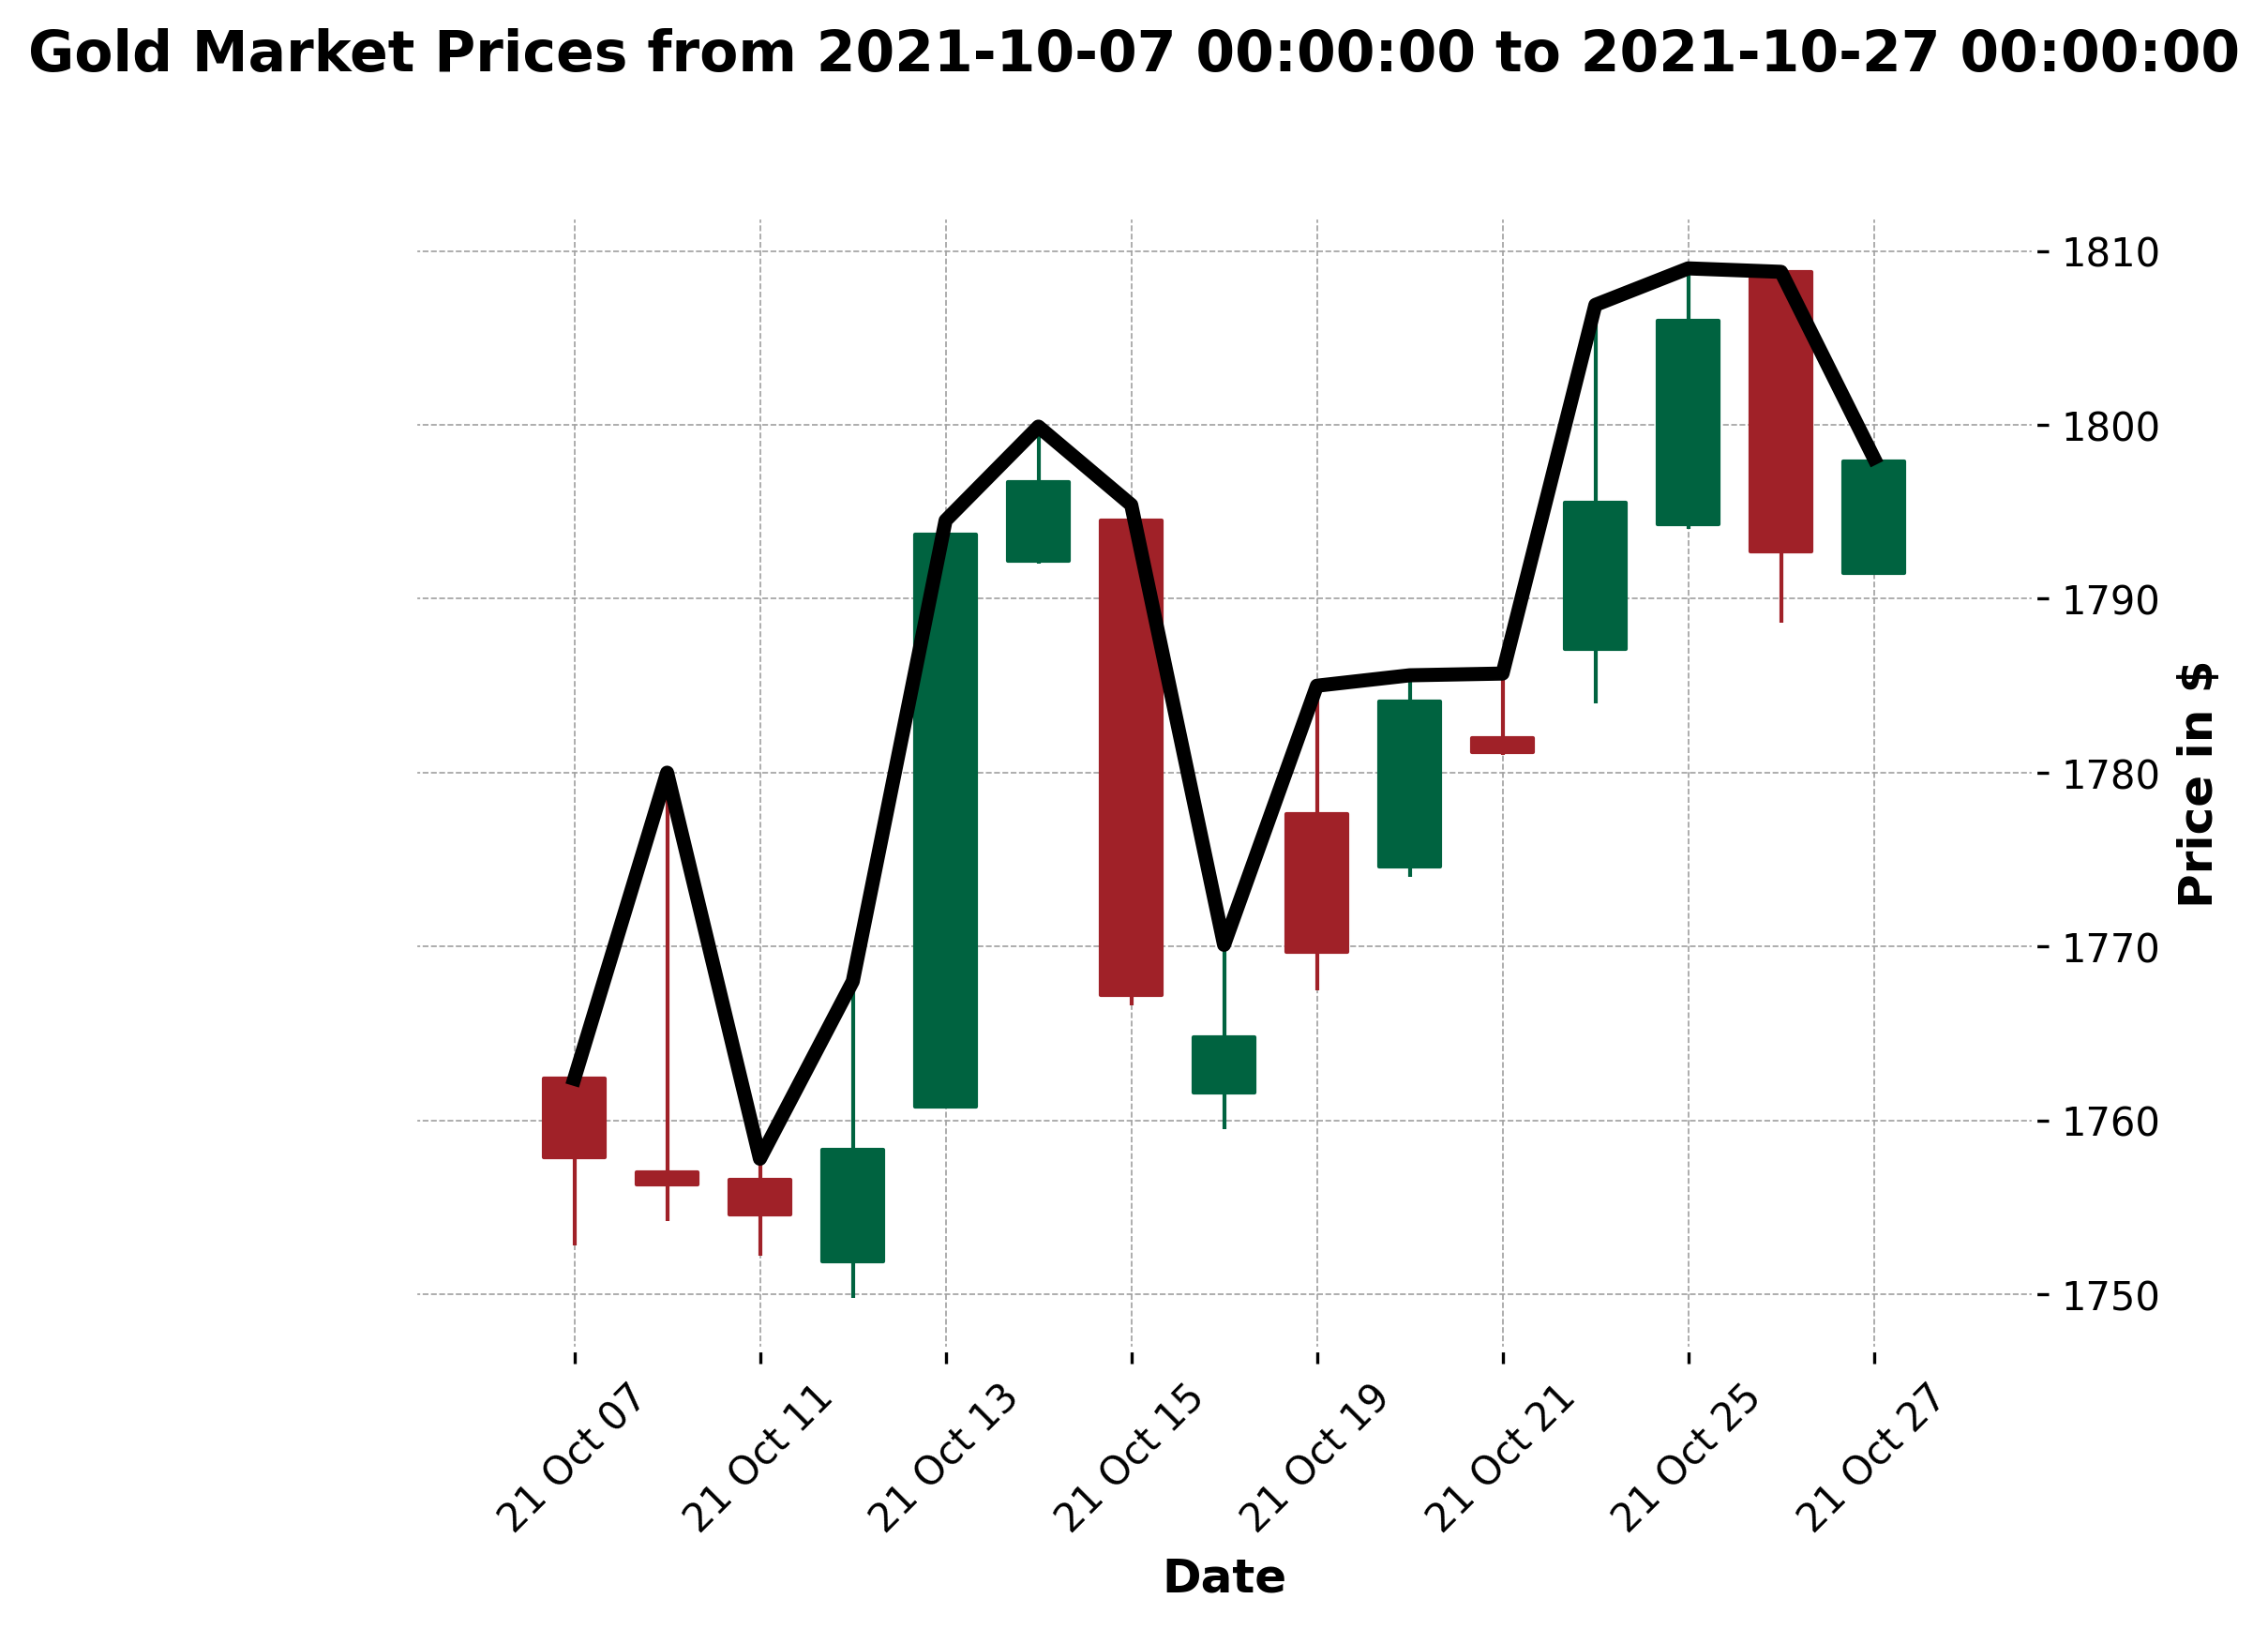 Gold Market Prices from 2021-10-07 00:00:00 to 2021-10-27 00:00:00
1810
1800
1790
1780
1770
1760
1750
Price in $
21 Oct 07
21 Oct 11
21 Oct 13
21 Oct 15
21 Oct 19
21 Oct 21
21 Oct 25
21 Oct 27
Date